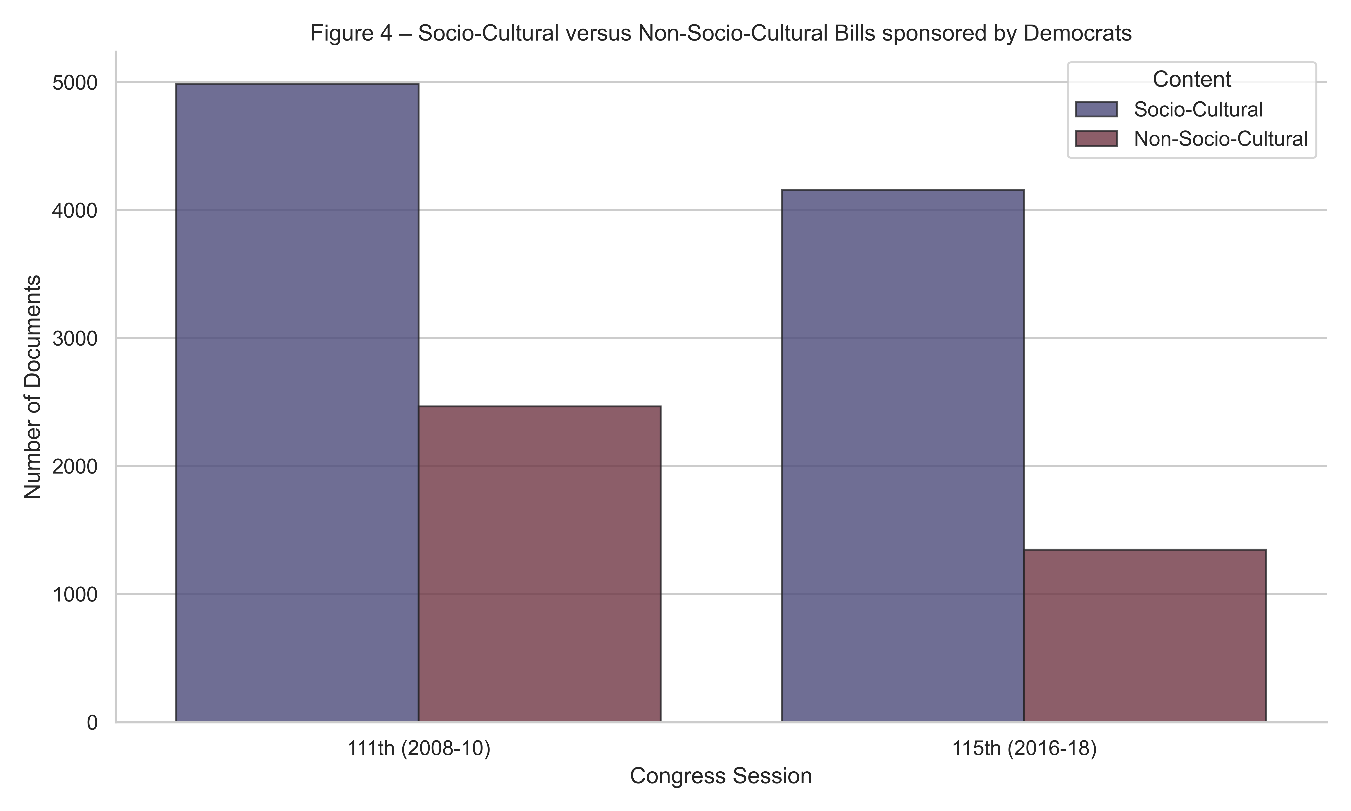 Figure 4 – Socio-Cultural versus Non-Socio-Cultural Bills sponsored by Democrats
Content
Socio-Cultural
Non-Socio-Cultural
Number of Documents
5000
4000
3000
2000
1000
0
111th (2008-10)
115th (2016-18)
Congress Session